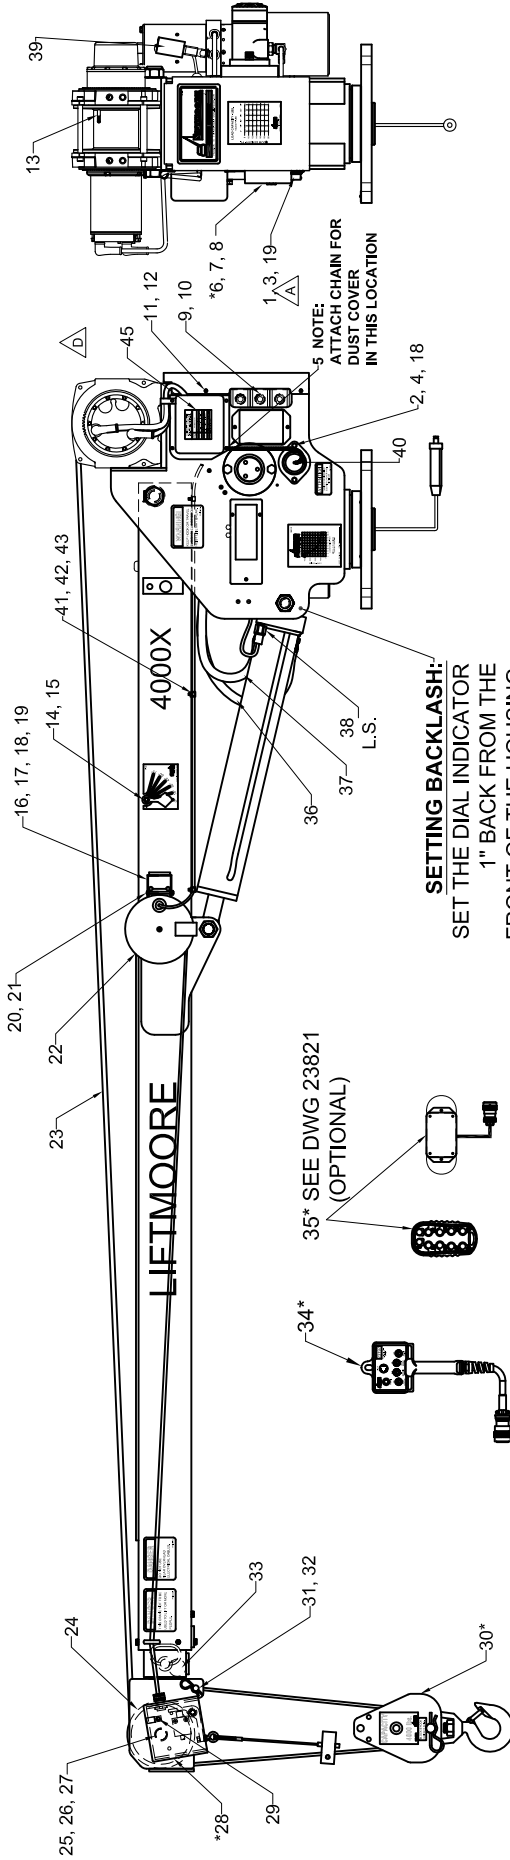 39
13
*6, 7, 8
1, 3, 19
A
D
45
11, 12
9, 10
5 NOTE:
ATTACH CHAIN FOR
DUST COVER
IN THIS LOCATION
2, 4, 18
40
41, 42, 43
4000X
14, 15
16, 17, 18, 19
20, 21
22
23
38
L.S.
37
36
SETTING BACKLASH:
SET THE DIAL INDICATOR
1" BACK FROM THE
FRONT OF THE HOUSING
LIFTMOORE
35* SEE DWG 23821
(OPTIONAL)
34*
24
25, 26, 27
*28
29
33
31, 32
30*